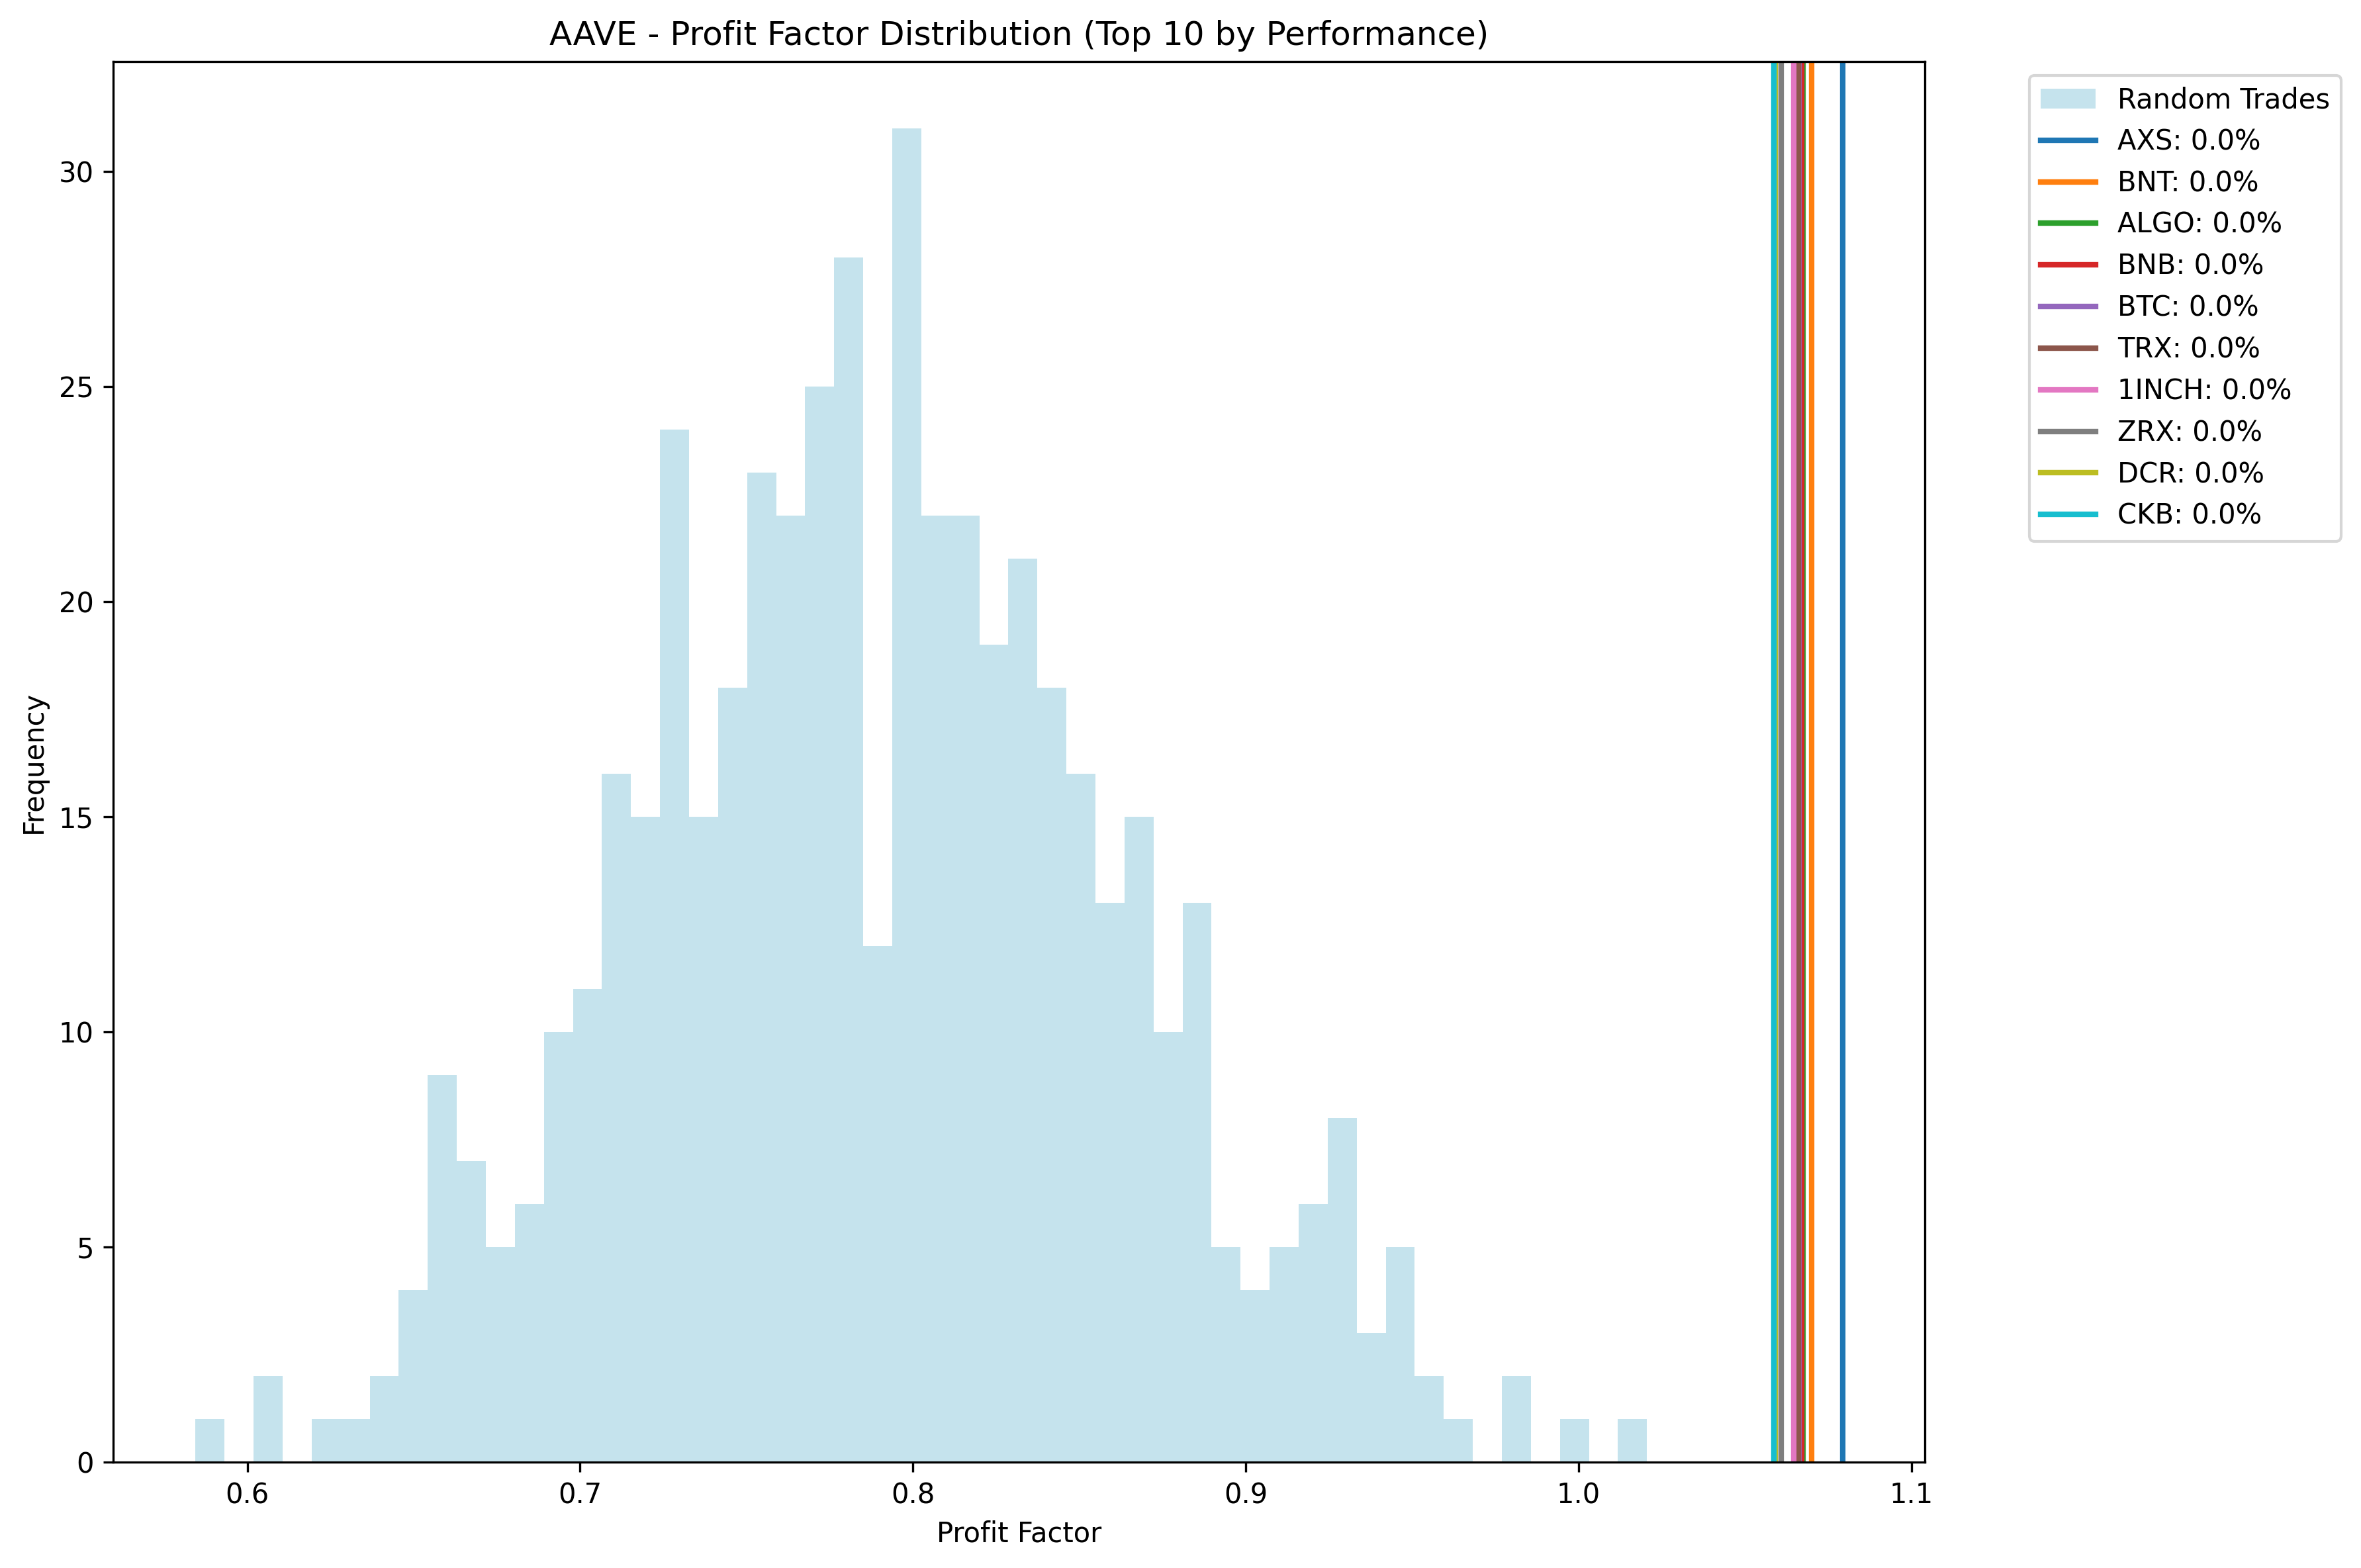 AAVE - Profit Factor Distribution (Top 10 by Performance)
Random Trades
AXS: 0.0%
BNT: 0.0%
ALGO: 0.0%
BNB: 0.0%
BTC: 0.0%
TRX: 0.0%
1INCH: 0.0%
ZRX: 0.0%
DCR: 0.0%
CKB: 0.0%
Frequency
30
25
20
15
10
5
0
0.6
0.7
0.8
0.9
1.0
1.1
Profit Factor